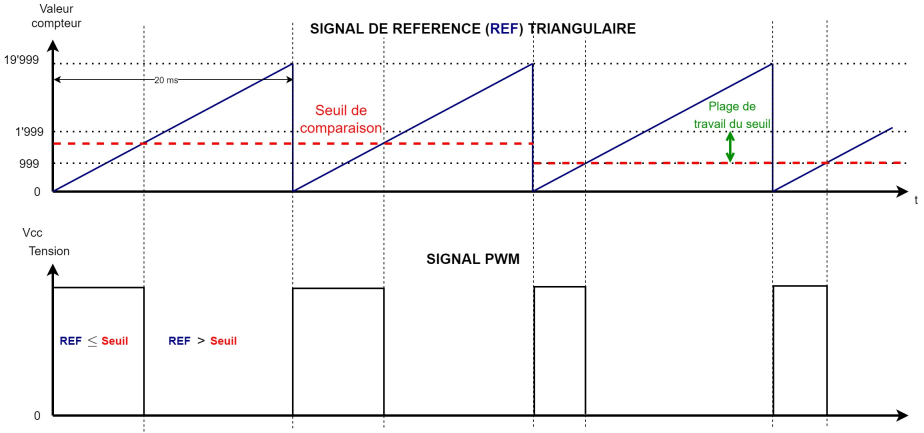 Valeur
compteur
SIGNAL DE REFERENCE (REF) TRIANGULAIRE
19'999
20 ms
Seuil de
comparaison
Plage de
travail du seuil
1'999
999
0
t
Vcc
Tension
SIGNAL PWM
REF ≤ Seuil
REF > Seuil
0